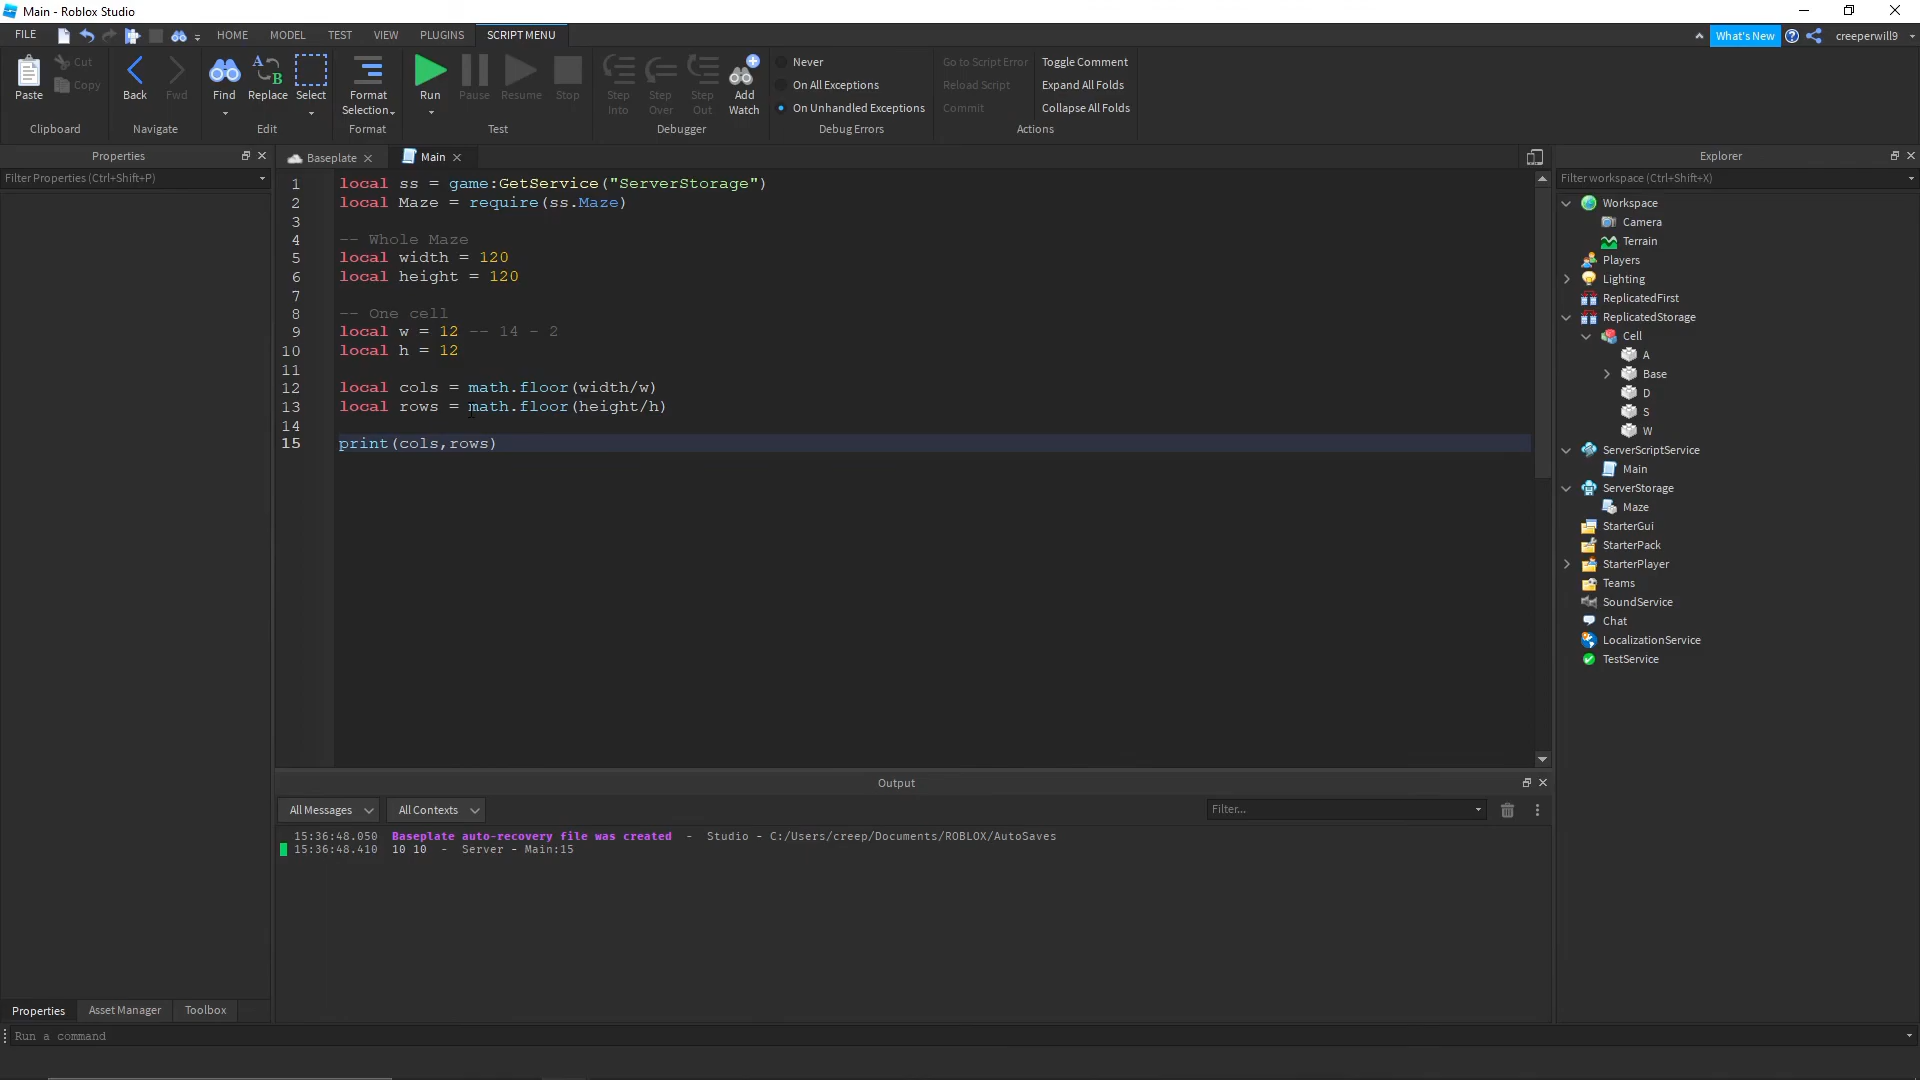 Main - Roblox Studio
FILE HOME MODEL TEST VIEW PLUGINS SCRIPT MENU What's New creeperwill9
Paste Cut Copy Back Fwd Find Replace Select Format Selection Run Pause Resume Stop Step Into Step Over Step Out Add Watch
Never Go to Script Error Toggle Comment
On All Exceptions Reload Script Expand All Folds
On Unhandled Exceptions Commit Collapse All Folds
Clipboard Navigate Edit Format Test Debugger Debug Errors Actions
Properties
Filter Properties (Ctrl+Shift+P)
Baseplate Main
1 local ss = game:GetService("ServerStorage")
2 local Maze = require(ss.Maze)
3
4 -- Whole Maze
5 local width = 120
6 local height = 120
7
8 -- One cell
9 local w = 12 -- 14 - 2
10 local h = 12
11
12 local cols = math.floor(width/w)
13 local rows = math.floor(height/h)
14
15 print(cols,rows)
Explorer
Filter workspace (Ctrl+Shift+X)
Workspace
Camera
Terrain
Players
Lighting
ReplicatedFirst
ReplicatedStorage
Cell
A
Base
D
S
W
ServerScriptService
Main
ServerStorage
Maze
StarterGui
StarterPack
StarterPlayer
Teams
SoundService
Chat
LocalizationService
TestService
Output
All Messages All Contexts Filter...
15:36:48.050 Baseplate auto-recovery file was created - Studio - C:/Users/creep/Documents/ROBLOX/AutoSaves
15:36:48.410 10 10 - Server - Main:15
Properties Asset Manager Toolbox
Run a command